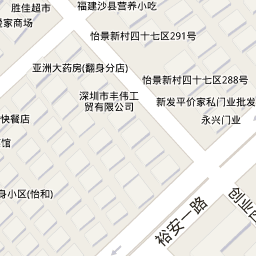 胜佳超市
爱家商场
福建沙县营养小吃
怡景新村四十七区291号
亚洲大药房(翻身分店)
怡景新村四十七区288号
深圳市丰伟工
贸有限公司
新发平价家私门业批发
永兴门业
快餐店
馆
身小区(怡和)
裕安一路
创业